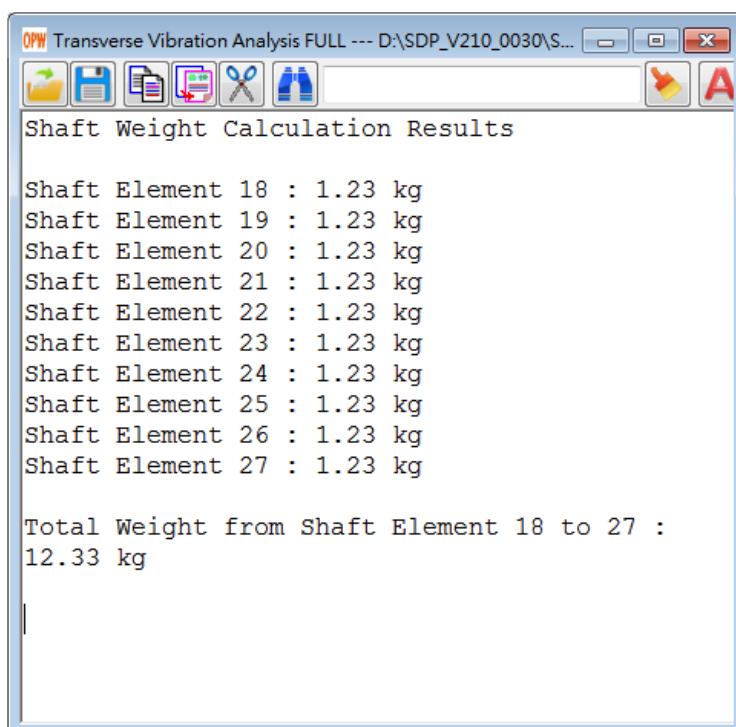 OPW Transverse Vibration Analysis FULL --- D:\SDP_V210_0030\S...
A
Shaft Weight Calculation Results
Shaft Element 18 : 1.23 kg
Shaft Element 19 : 1.23 kg
Shaft Element 20 : 1.23 kg
Shaft Element 21 : 1.23 kg
Shaft Element 22 : 1.23 kg
Shaft Element 23 : 1.23 kg
Shaft Element 24 : 1.23 kg
Shaft Element 25 : 1.23 kg
Shaft Element 26 : 1.23 kg
Shaft Element 27 : 1.23 kg
Total Weight from Shaft Element 18 to 27 :
12.33 kg